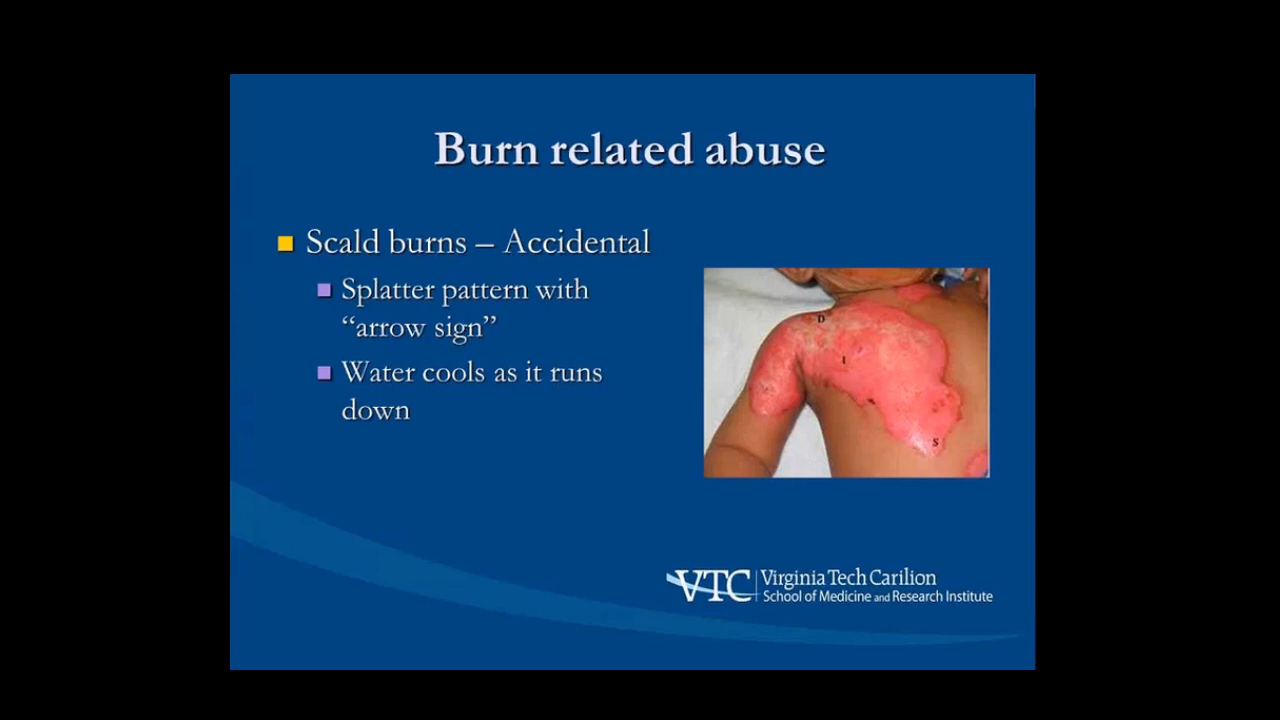 Burn related abuse
Scald burns – Accidental
Splatter pattern with
“arrow sign”
Water cools as it runs
down
D
I
S
VTC
Virginia Tech Carilion
School of Medicine and Research Institute